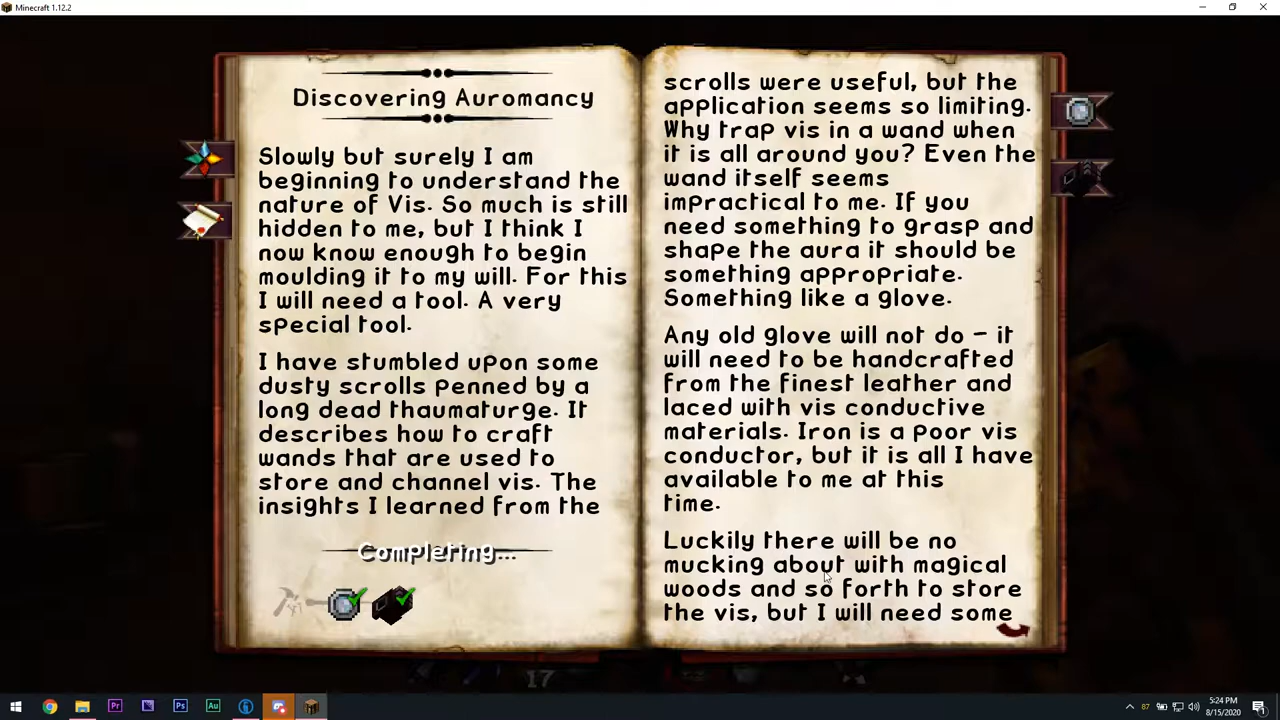 Minecraft 1.12.2
Discovering Auromancy
Slowly but surely I am
beginning to understand the
nature of Vis. So much is still
hidden to me, but I think I
now know enough to begin
moulding it to my will. For this
I will need a tool. A very
special tool.
I have stumbled upon some
dusty scrolls penned by a
long dead thaumaturge. It
describes how to craft
wands that are used to
store and channel vis. The
insights I learned from the
Completing...
scrolls were useful, but the
application seems so limiting.
Why trap vis in a wand when
it is all around you? Even the
wand itself seems
impractical to me. If you
need something to grasp and
shape the aura it should be
something appropriate.
Something like a glove.
Any old glove will not do - it
will need to be handcrafted
from the finest leather and
laced with vis conductive
materials. Iron is a poor vis
conductor, but it is all I have
available to me at this
time.
Luckily there will be no
mucking about with magical
woods and so forth to store
the vis, but I will need some
17
Pr
Ps
Au
87
5:24 PM
8/15/2020
1